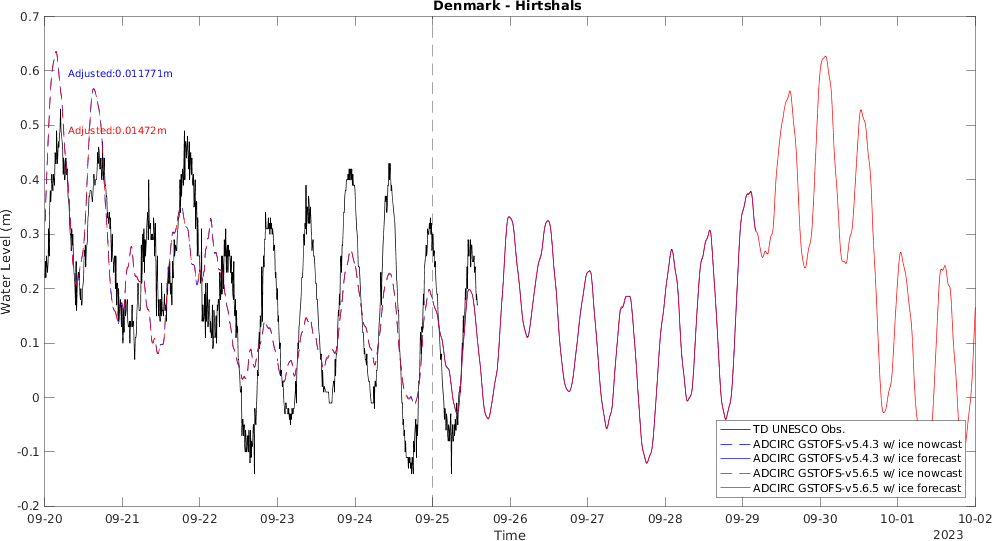 Denmark - Hirtshals
0.7
0.6
0.5
0.4
0.3
0.2
0.1
0
-0.1
-0.2
Water Level (m)
Adjusted:0.011771m
Adjusted:0.01472m
TD UNESCO Obs.
ADCIRC GSTOFS-v5.4.3 w/ ice nowcast
ADCIRC GSTOFS-v5.4.3 w/ ice forecast
ADCIRC GSTOFS-v5.6.5 w/ ice nowcast
ADCIRC GSTOFS-v5.6.5 w/ ice forecast
09-20 09-21 09-22 09-23 09-24 09-25 09-26 09-27 09-28 09-29 09-30 10-01 10-02
Time
2023